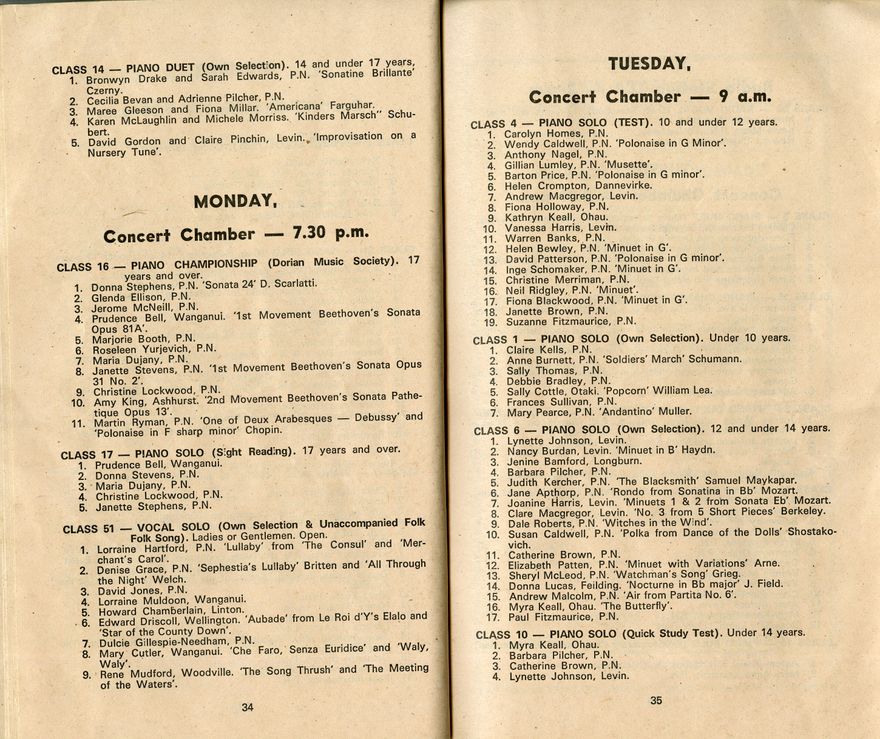 CLASS 14 — PIANO DUET (Own Selection). 14 and under 17 years,
1. Bronwyn Drake and Sarah Edwards, P.N. 'Sonatine Brillante'
Czerny.
2. Cecilia Bevan and Adrienne Pilcher, P.N.
3. Maree Gleeson and Fiona Millar. 'Americana' Farguhar.
4. Karen McLaughlin and Michele Morriss. 'Kinders Marsch" Schu-
bert.
5. David Gordon and Claire Pinchin, Levin. 'Improvisation on a
Nursery Tune'.
MONDAY,
Concert Chamber — 7.30 p.m.
CLASS 16 — PIANO CHAMPIONSHIP (Dorian Music Society). 17
years and over.
1. Donna Stephens, P.N. 'Sonata 24' D. Scarlatti.
2. Glenda Ellison, P.N.
3. Jerome McNeill, P.N.
4. Prudence Bell, Wanganui. '1st Movement Beethoven's Sonata
Opus 81A'.
5. Marjorie Booth, P.N.
6. Roseleen Yurjevich, P.N.
7. Maria Dujany, P.N.
8. Janette Stevens, P.N. '1st Movement Beethoven's Sonata Opus
31 No. 2'.
9. Christine Lockwood, P.N.
10. Amy King, Ashhurst. '2nd Movement Beethoven's Sonata Pathe-
tique Opus 13'.
11. Martin Ryman, P.N. 'One of Deux Arabesques — Debussy' and
'Polonaise in F sharp minor' Chopin.
CLASS 17 — PIANO SOLO (Sight Reading). 17 years and over.
1. Prudence Bell, Wanganui.
2. Donna Stevens, P.N.
3. Maria Dujany, P.N.
4. Christine Lockwood, P.N.
5. Janette Stephens, P.N.
CLASS 51 — VOCAL SOLO (Own Selection & Unaccompanied Folk
Folk Song). Ladies or Gentlemen. Open.
1. Lorraine Hartford, P.N. 'Lullaby' from 'The Consul' and 'Mer-
chant's Carol'.
2. Denise Grace, P.N. 'Sephestia's Lullaby' Britten and 'All Through
the Night' Welch.
3. David Jones, P.N.
4. Lorraine Muldoon, Wanganui.
5. Howard Chamberlain, Linton.
6. Edward Driscoll, Wellington. 'Aubade' from Le Roi d'Y's Elalo and
'Star of the County Down'.
7. Dulcie Gillespie-Needham, P.N.
8. Mary Cutler, Wanganui. 'Che Faro, Senza Euridice' and 'Waly,
Waly'.
9. Rene Mudford, Woodville. 'The Song Thrush' and 'The Meeting
of the Waters'.
34
TUESDAY,
Concert Chamber — 9 a.m.
CLASS 4 — PIANO SOLO (TEST). 10 and under 12 years.
1. Carolyn Homes, P.N.
2. Wendy Caldwell, P.N. 'Polonaise in G Minor'.
3. Anthony Nagel, P.N.
4. Gillian Lumley, P.N. 'Musette'.
5. Barton Price, P.N. 'Polonaise in G minor'.
6. Helen Crompton, Dannevirke.
7. Andrew Macgregor, Levin.
8. Fiona Holloway, P.N.
9. Kathryn Keall, Ohau.
10. Vanessa Harris, Levin.
11. Warren Banks, P.N.
12. Helen Bewley, P.N. 'Minuet in G'.
13. David Patterson, P.N. 'Polonaise in G minor'.
14. Inge Schomaker, P.N. 'Minuet in G'.
15. Christine Merriman, P.N.
16. Neil Ridgley, P.N. 'Minuet'.
17. Fiona Blackwood, P.N. 'Minuet in G'.
18. Janette Brown, P.N.
19. Suzanne Fitzmaurice, P.N.
CLASS 1 — PIANO SOLO (Own Selection). Under 10 years.
1. Claire Kells, P.N.
2. Anne Burnett, P.N. 'Soldiers' March' Schumann.
3. Sally Thomas, P.N.
4. Debbie Bradley, P.N.
5. Sally Cottle, Otaki. 'Popcorn' William Lea.
6. Frances Sullivan, P.N.
7. Mary Pearce, P.N. 'Andantino' Muller.
CLASS 6 — PIANO SOLO (Own Selection). 12 and under 14 years.
1. Lynette Johnson, Levin.
2. Nancy Burdan, Levin. 'Minuet in B' Haydn.
3. Jenine Bamford, Longburn.
4. Barbara Pilcher, P.N.
5. Judith Kercher, P.N. 'The Blacksmith' Samuel Maykapar.
6. Jane Apthorp, P.N. 'Rondo from Sonatina in Bb' Mozart.
7. Joanine Harris, Levin. 'Minuets 1 & 2 from Sonata Eb' Mozart.
8. Clare Macgregor, Levin. 'No. 3 from 5 Short Pieces' Berkeley.
9. Dale Roberts, P.N. 'Witches in the Wind'.
10. Susan Caldwell, P.N. 'Polka from Dance of the Dolls' Shostako-
vich.
11. Catherine Brown, P.N.
12. Elizabeth Patten, P.N. 'Minuet with Variations' Arne.
13. Sheryl McLeod, P.N. 'Watchman's Song' Grieg.
14. Donna Lucas, Feilding. 'Nocturne in Bb major' J. Field.
15. Andrew Malcolm, P.N. 'Air from Partita No. 6'.
16. Myra Keall, Ohau. 'The Butterfly'.
17. Paul Fitzmaurice, P.N.
CLASS 10 — PIANO SOLO (Quick Study Test). Under 14 years.
1. Myra Keall, Ohau.
2. Barbara Pilcher, P.N.
3. Catherine Brown, P.N.
4. Lynette Johnson, Levin.
35